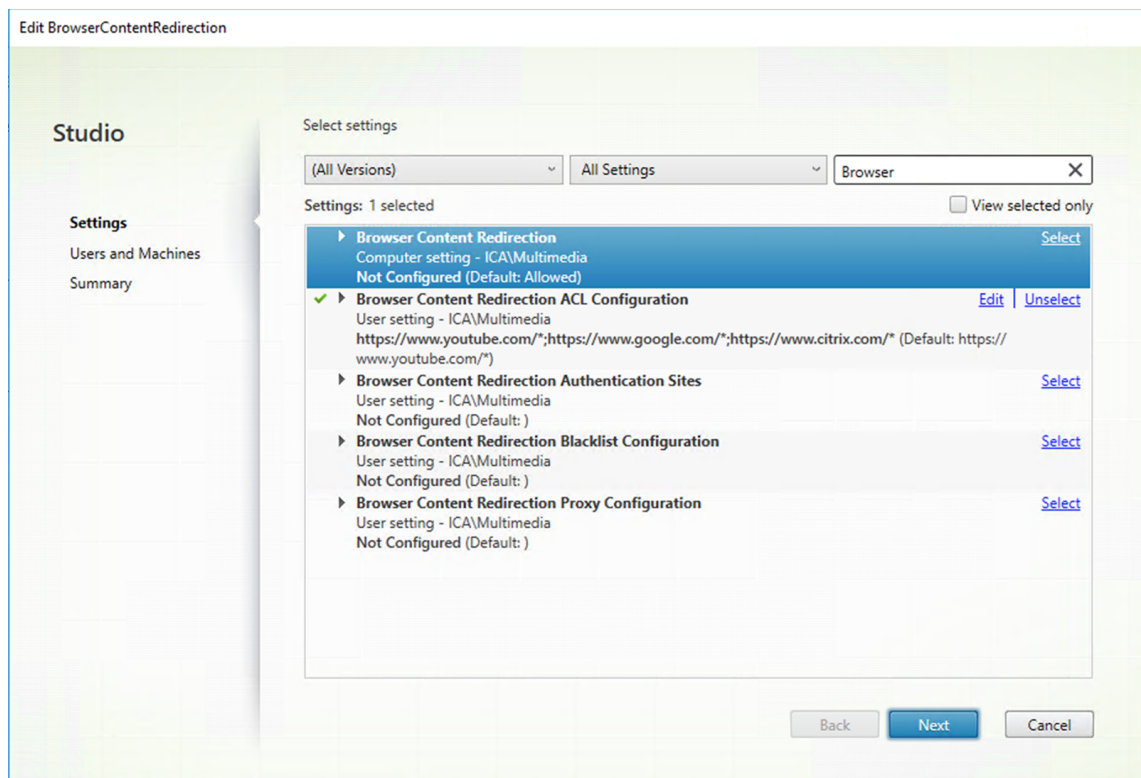 Edit BrowserContentRedirection
Studio
Settings
Users and Machines
Summary
Select settings
(All Versions)
All Settings
Browser
Settings: 1 selected
View selected only
Browser Content Redirection
Select
Computer setting - ICA\Multimedia
Not Configured (Default: Allowed)
Browser Content Redirection ACL Configuration
Edit | Unselect
User setting - ICA\Multimedia
https://www.youtube.com/*;https://www.google.com/*;https://www.citrix.com/* (Default: https://
www.youtube.com/*)
Browser Content Redirection Authentication Sites
Select
User setting - ICA\Multimedia
Not Configured (Default: )
Browser Content Redirection Blacklist Configuration
Select
User setting - ICA\Multimedia
Not Configured (Default: )
Browser Content Redirection Proxy Configuration
Select
User setting - ICA\Multimedia
Not Configured (Default: )
Back
Next
Cancel